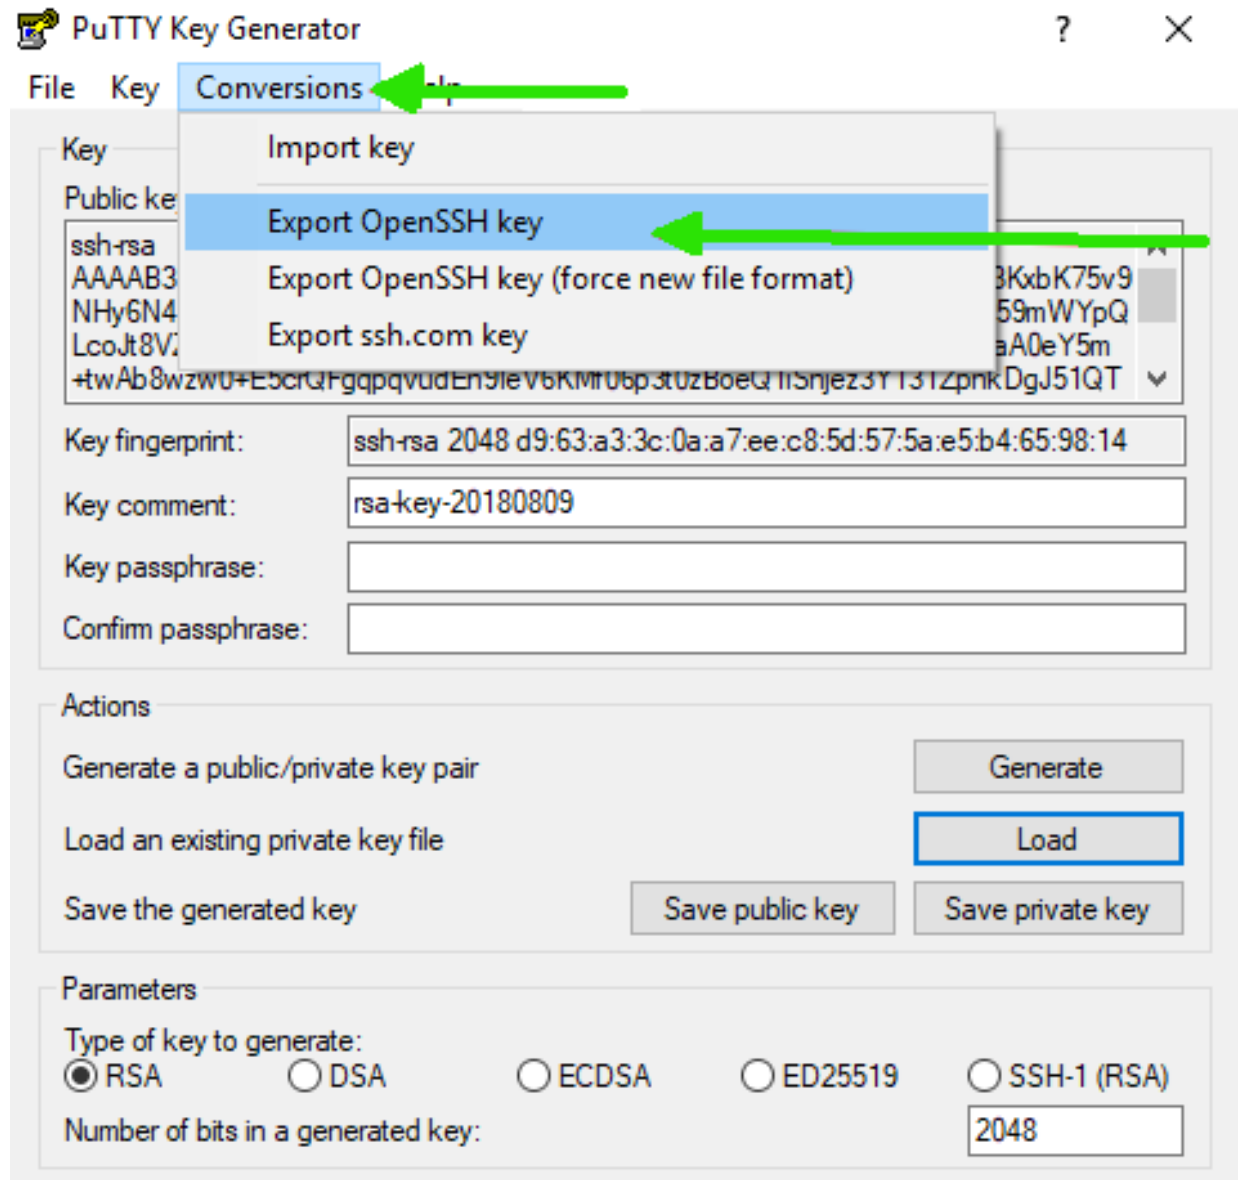 PuTTY Key Generator
?
File Key Conversions
Import key
Export OpenSSH key
Export OpenSSH key (force new file format)
Export ssh.com key
Key
Public
ssh-rsa
AAAAB3 3KxbK75v9
NHy6N4 59mWYpQ
LcoJt8V aA0eY5m
Key fingerprint: ssh-rsa 2048 d9:63:a3:3c:0a:a7:ee:c8:5d:57:5a:e5:b4:65:98:14
Key comment: rsa-key-20180809
Key passphrase:
Confirm passphrase:
Actions
Generate a public/private key pair Generate
Load an existing private key file Load
Save the generated key Save public key Save private key
Parameters
Type of key to generate:
RSA DSA ECDSA ED25519 SSH-1 (RSA)
Number of bits in a generated key: 2048